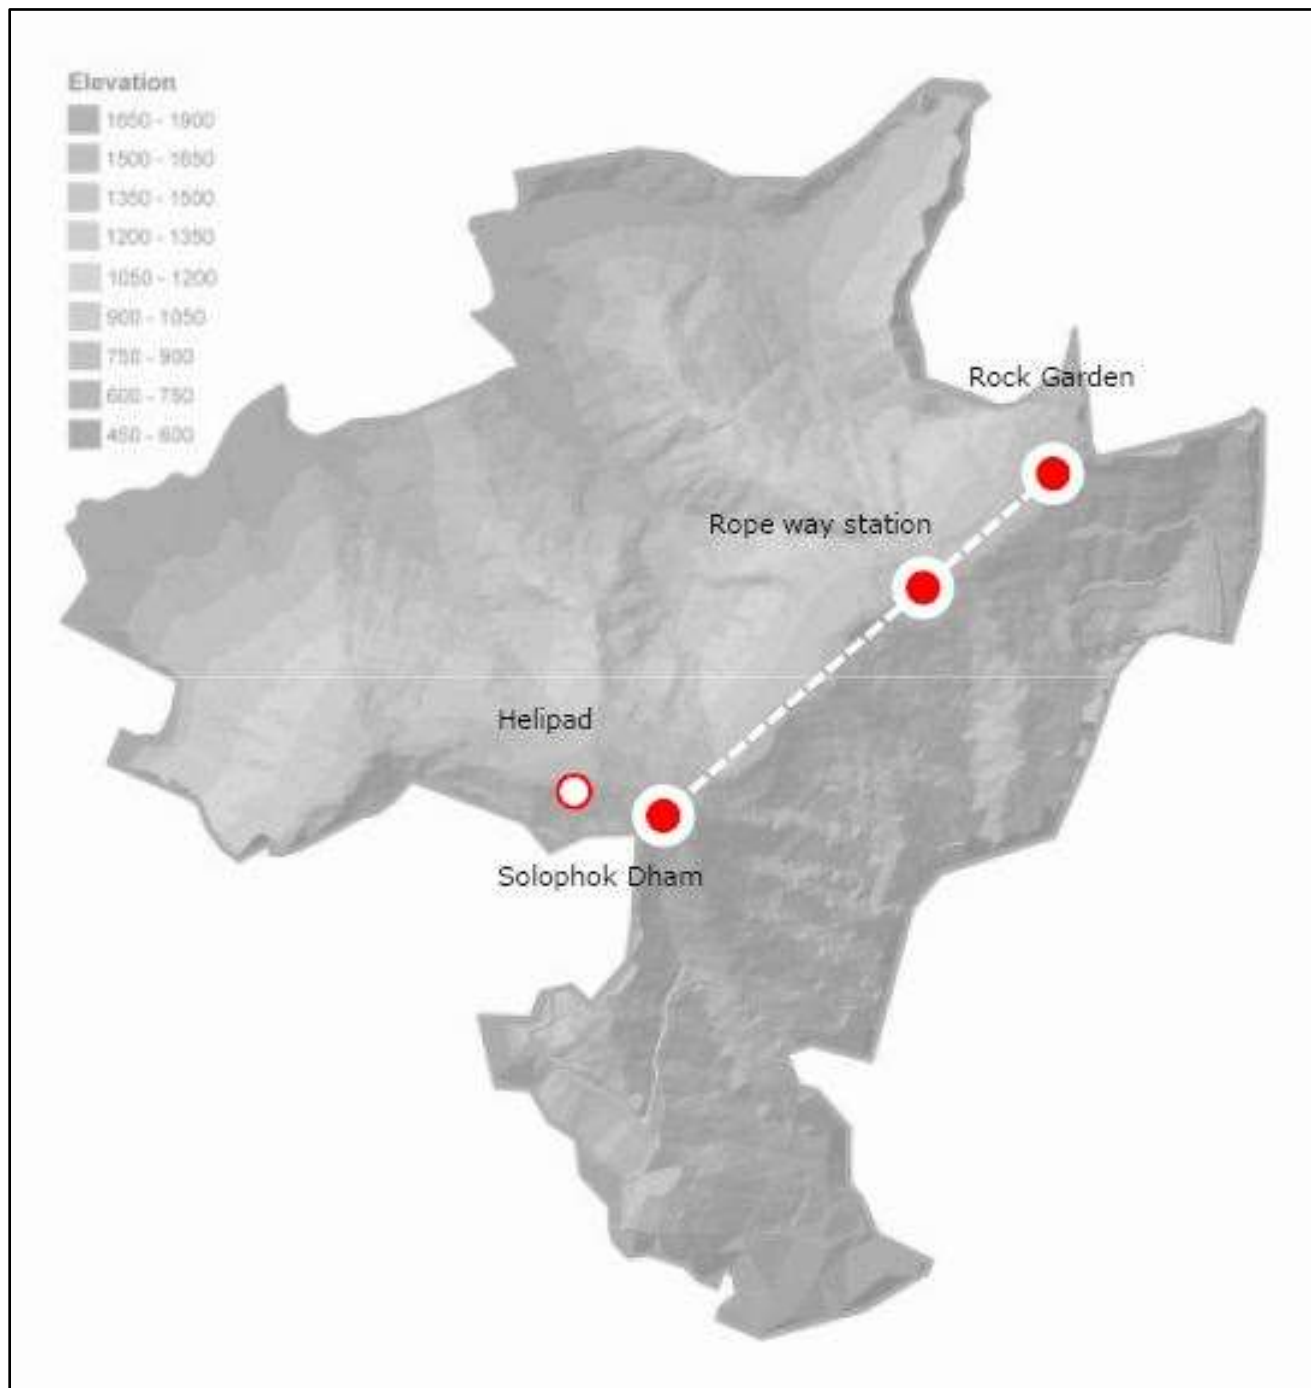 Elevation
1650 - 1900
1500 - 1650
1350 - 1500
1200 - 1350
1050 - 1200
900 - 1050
750 - 900
600 - 750
450 - 600
Rock Garden
Rope way station
Helipad
Solophok Dham